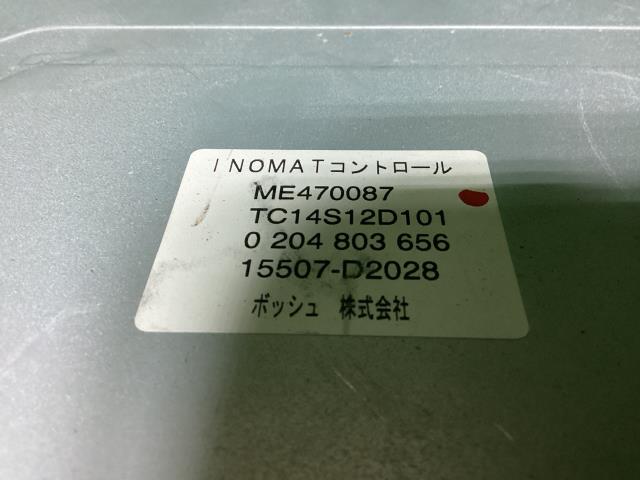 INOMATコントロール
ME470087
TC14S12D101
0 204 803 656
15507-D2028
ボッシュ 株式会社